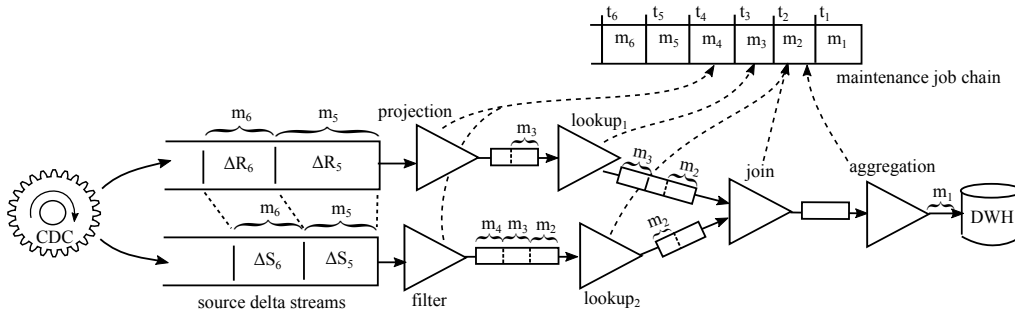 t₆ t₅ t₄ t₃ t₂ t₁
m₆ m₅ m₄ m₃ m₂ m₁
maintenance job chain
projection
lookup₁
m₆ m₅
m₃
ΔR₆ ΔR₅
m₃ m₂
join
aggregation
CDC
m₆ m₅
m₄ m₃ m₂
m₂
m₁
DWH
ΔS₆ ΔS₅
source delta streams
filter
lookup₂